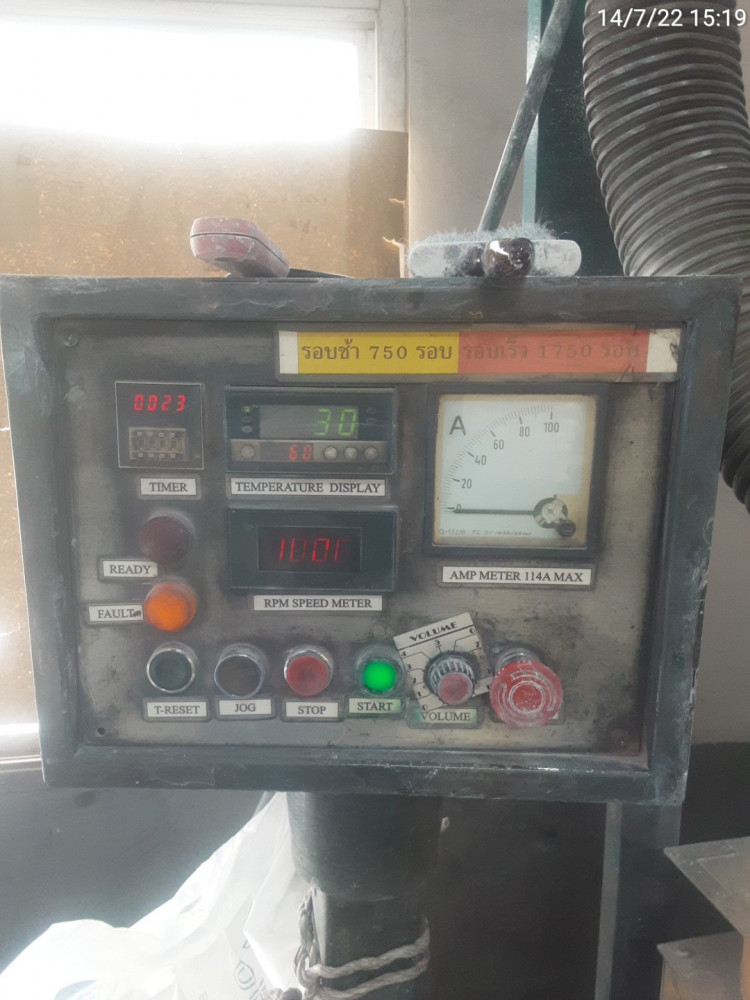 14/7/22 15:19
รอบช้า 750 รอบ รอบเร็ว 1750 รอบ
0023
30
60
TIMER
TEMPERATURE DISPLAY
A
0 20 40 60 80 100
READY
1001
RPM SPEED METER
AMP METER 114A MAX
FAULT
VOLUME
T-RESET
JOG
STOP
START
VOLUME